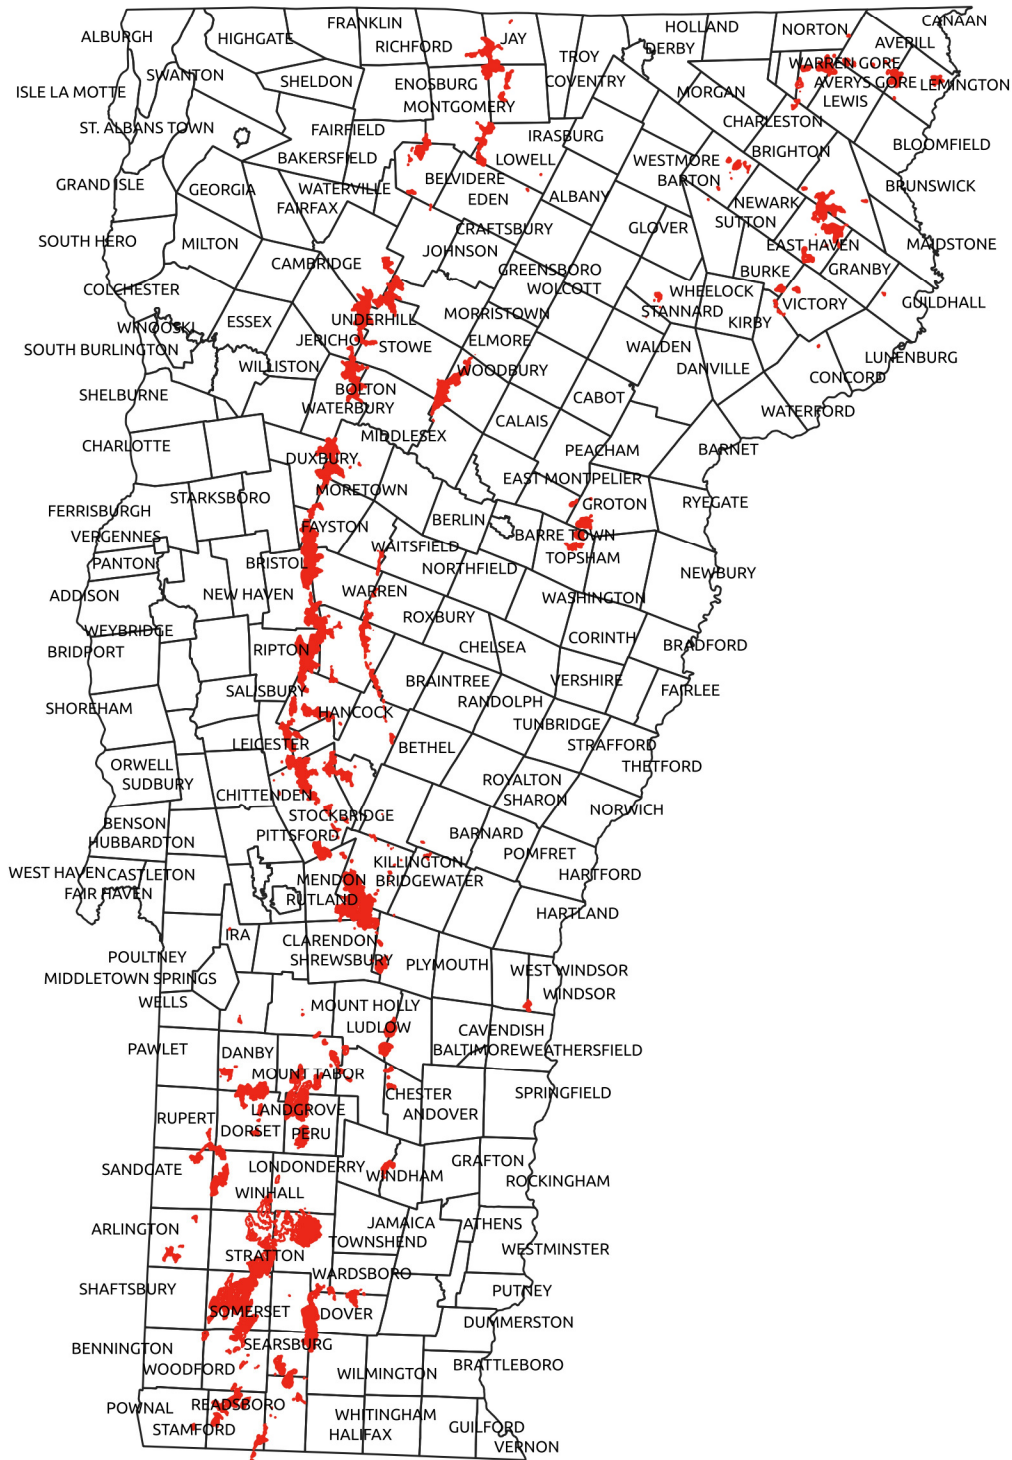 CANAAN
FRANKLIN
HOLLAND
NORTON
ALBURGH
HIGHGATE
RICHFORD
JAY
DERBY
AVERILL
TROY
WARREN GORE
SWANTON
SHELDON
ENOSBURG
COVENTRY
AVERYS GORE
LEMINGTON
ISLE LA MOTTE
MORGAN
LEWIS
MONTGOMERY
CHARLESTON
ST. ALBANS TOWN
FAIRFIELD
IRASBURG
BLOOMFIELD
BAKERSFIELD
LOWELL
WESTMORE
BRIGHTON
GRAND ISLE
GEORGIA
WATERVILLE
BELVIDERE
BARTON
BRUNSWICK
FAIRFAX
EDEN
ALBANY
NEWARK
SUTTON
CRAFTSBURY
GLOVER
SOUTH HERO
MILTON
JOHNSON
EAST HAVEN
MAIDSTONE
CAMBRIDGE
GREENSBORO
BURKE
GRANBY
COLCHESTER
WOLCOTT
WHEELOCK
VICTORY
GUILDHALL
UNDERHILL
MORRISTOWN
STANNARD
KIRBY
WINOOSKI
ESSEX
JERICHO
STOWE
ELMORE
WALDEN
SOUTH BURLINGTON
LUNENBURG
WILLISTON
WOODBURY
DANVILLE
CONCORD
SHELBURNE
BOLTON
CABOT
WATERBURY
CALAIS
WATERFORD
CHARLOTTE
MIDDLESEX
PEACHAM
BARNET
DUXBURY
EAST MONTPELIER
STARKSBORO
MORETOWN
GROTON
RYEGATE
FERRISBURGH
BERLIN
VERGENNES
FAYSTON
BARRE TOWN
WAITSFIELD
PANTON
BRISTOL
NORTHFIELD
TOPSHAM
NEWBURY
ADDISON
NEW HAVEN
WARREN
WASHINGTON
ROXBURY
WEYBRIDGE
CORINTH
BRADFORD
BRIDPORT
RIPTON
CHELSEA
BRAINTREE
VERSHIRE
FAIRLEE
SALISBURY
RANDOLPH
SHOREHAM
HANCOCK
TUNBRIDGE
LEICESTER
BETHEL
STRAFFORD
ORWELL
THETFORD
SUDBURY
ROYALTON
CHITTENDEN
SHARON
NORWICH
BENSON
STOCKBRIDGE
HUBBARDTON
PITTSFORD
BARNARD
POMFRET
WEST HAVEN
CASTLETON
KILLINGTON
HARTFORD
FAIR HAVEN
MENDON
BRIDGEWATER
RUTLAND
HARTLAND
IRA
CLARENDON
POULTNEY
SHREWSBURY
PLYMOUTH
WEST WINDSOR
MIDDLETOWN SPRINGS
WINDSOR
WELLS
MOUNT HOLLY
LUDLOW
CAVENDISH
PAWLET
DANBY
BALTIMORE
WEATHERSFIELD
MOUNT TABOR
CHESTER
SPRINGFIELD
RUPERT
LANDGROVE
ANDOVER
DORSET
PERU
SANDGATE
LONDONDERRY
GRAFTON
WINDHAM
ROCKINGHAM
WINHALL
ARLINGTON
JAMAICA
ATHENS
TOWNSHEND
STRATTON
WESTMINSTER
WARDSBORO
SHAFTSBURY
PUTNEY
SOMERSET
DOVER
DUMMERSTON
BENNINGTON
SEARSBURG
WOODFORD
WILMINGTON
BRATTLEBORO
POWNAL
READSBORO
WHITINGHAM
STAMFORD
HALIFAX
GUILFORD
VERNON